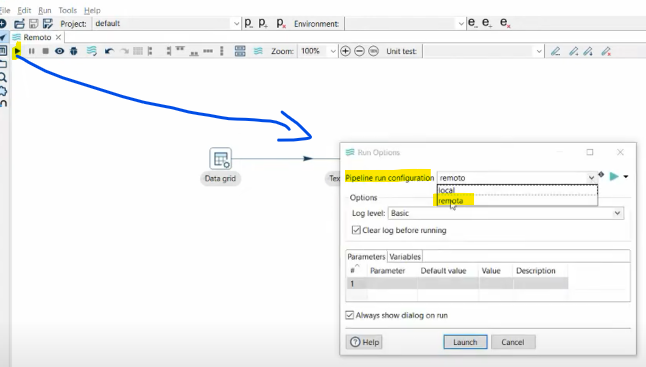 File Edit Run Tools Help
Project: default Environment:
Remoto
Zoom: 100% Unit test:
Data grid
Tex
Run Options
Pipeline run configuration remoto
local
remota
Options
Log level: Basic
Clear log before running
Parameters Variables
# Parameter Default value Value Description
1
Always show dialog on run
Help Launch Cancel